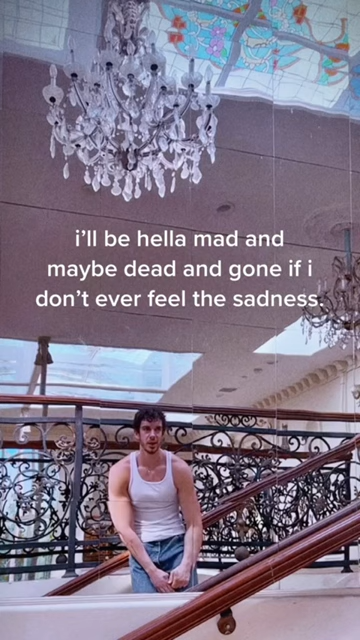 i'll be hella mad and
maybe dead and gone if i
don't ever feel the sadness.